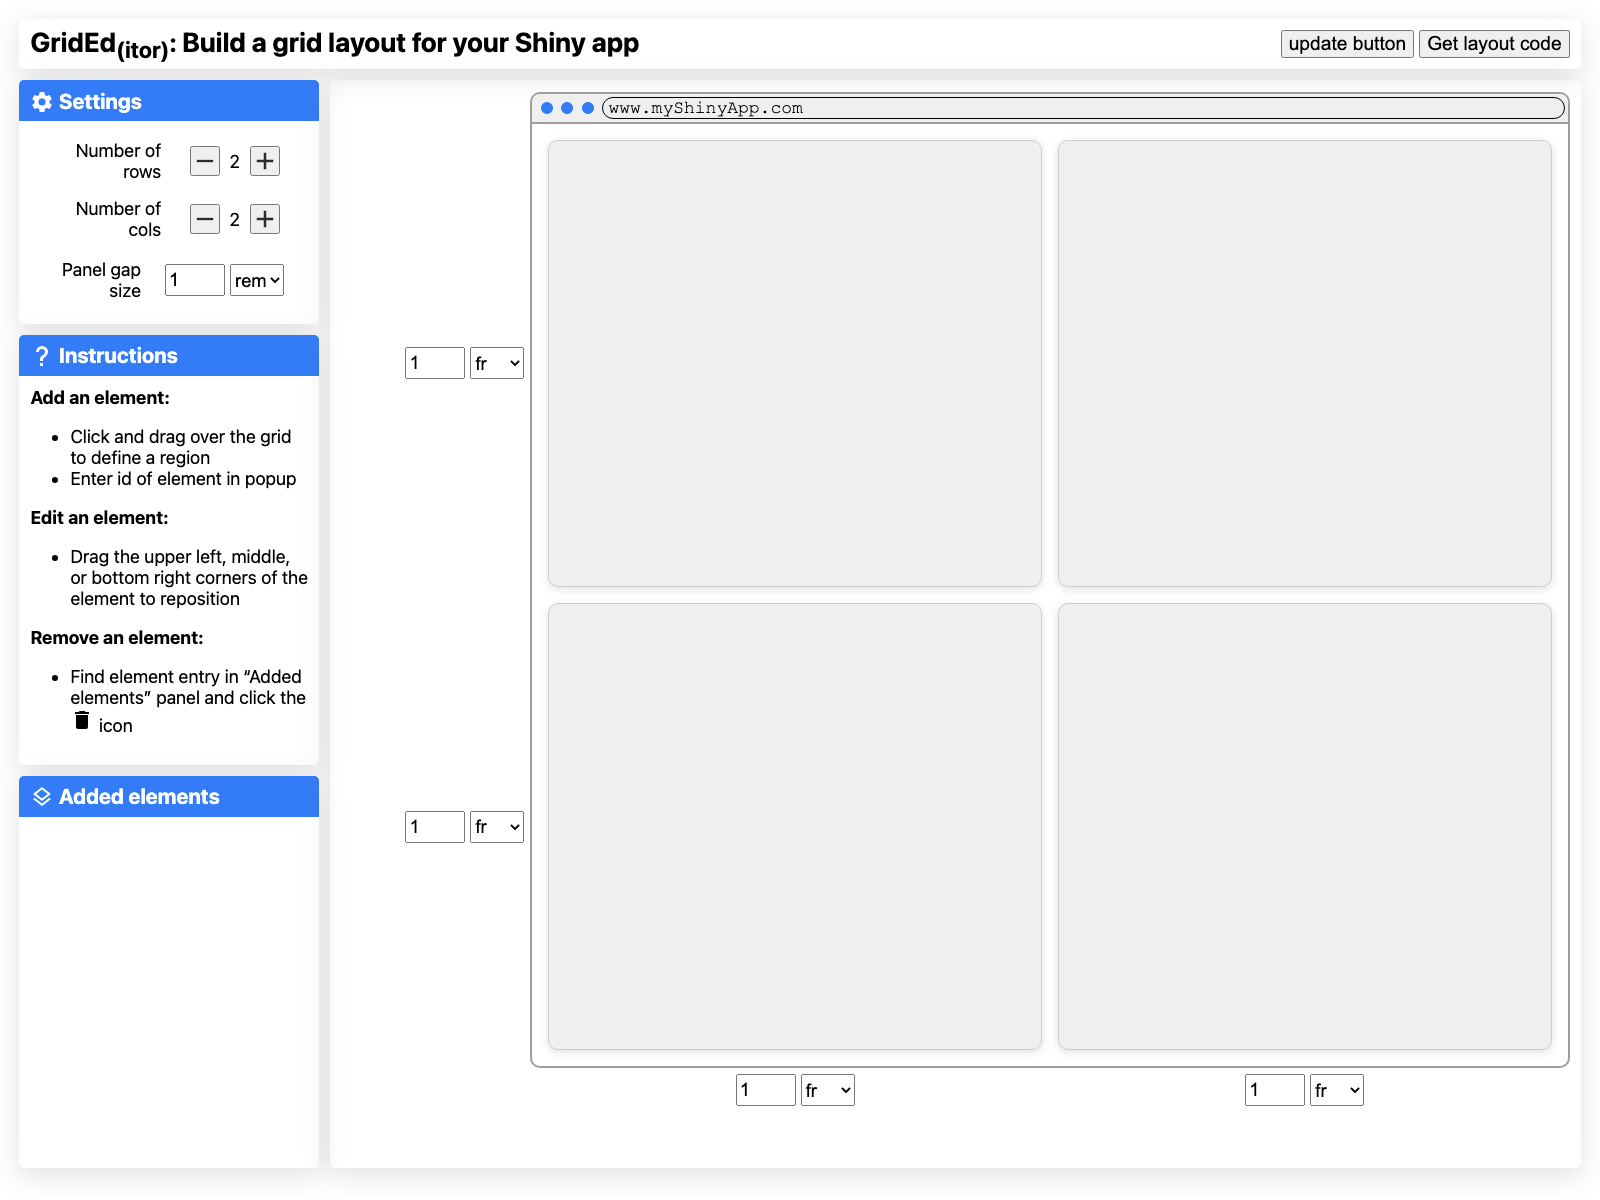 GridEd(itor): Build a grid layout for your Shiny app
update button
Get layout code
Settings
Number of
rows
2
Number of
cols
2
Panel gap
size
1
rem
Instructions
Add an element:
• Click and drag over the grid
to define a region
• Enter id of element in popup
Edit an element:
• Drag the upper left, middle,
or bottom right corners of the
element to reposition
Remove an element:
• Find element entry in “Added
elements” panel and click the
icon
Added elements
www.myShinyApp.com
1
fr
1
fr
1
fr
1
fr